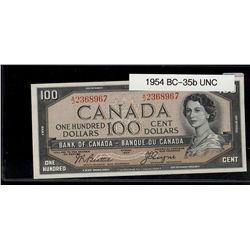 1954 BC-35b UNC
100
100
A/J 2368967
CANADA
A/J 2368967
ONE HUNDRED DOLLARS
100
CENT DOLLARS
BANK OF CANADA - BANQUE DU CANADA
ONE HUNDRED
CENT